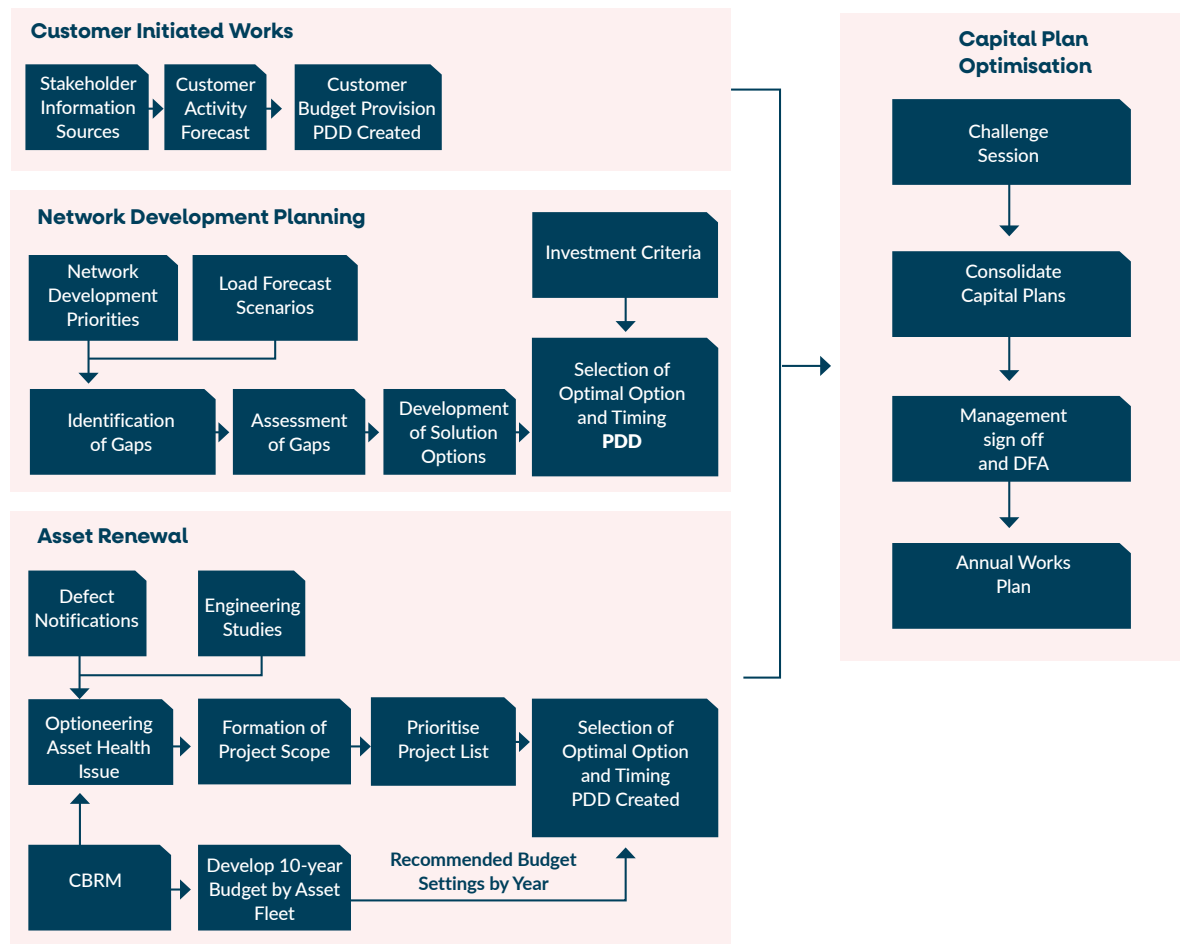 Customer Initiated Works
Stakeholder
Information
Sources
Customer
Activity
Forecast
Customer
Budget Provision
PDD Created
Network Development Planning
Network
Development
Priorities
Load Forecast
Scenarios
Investment Criteria
Identification
of Gaps
Assessment
of Gaps
Development
of Solution
Options
Selection of
Optimal Option
and Timing
PDD
Asset Renewal
Defect
Notifications
Engineering
Studies
Optioneering
Asset Health
Issue
Formation of
Project Scope
Prioritise
Project List
Selection of
Optimal Option
and Timing
PDD Created
CBRM
Develop 10-year
Budget by Asset
Fleet
Recommended Budget
Settings by Year
Capital Plan
Optimisation
Challenge
Session
Consolidate
Capital Plans
Management
sign off
and DFA
Annual Works
Plan